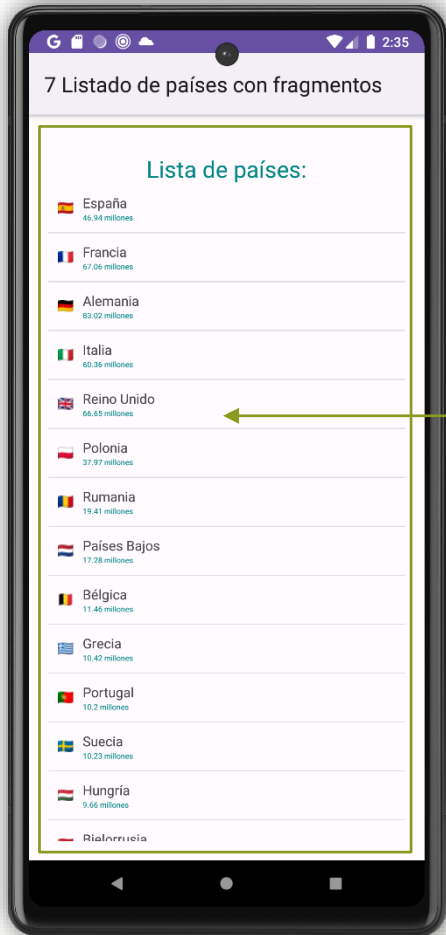 G 2:35
7 Listado de países con fragmentos
Lista de países:
España
46.94 millones
Francia
67.06 millones
Alemania
83.02 millones
Italia
60.36 millones
Reino Unido
66.65 millones
Polonia
37.97 millones
Rumania
19.41 millones
Países Bajos
17.28 millones
Bélgica
11.46 millones
Grecia
10.42 millones
Portugal
10.2 millones
Suecia
10.23 millones
Hungría
9.66 millones
Bielorrusia